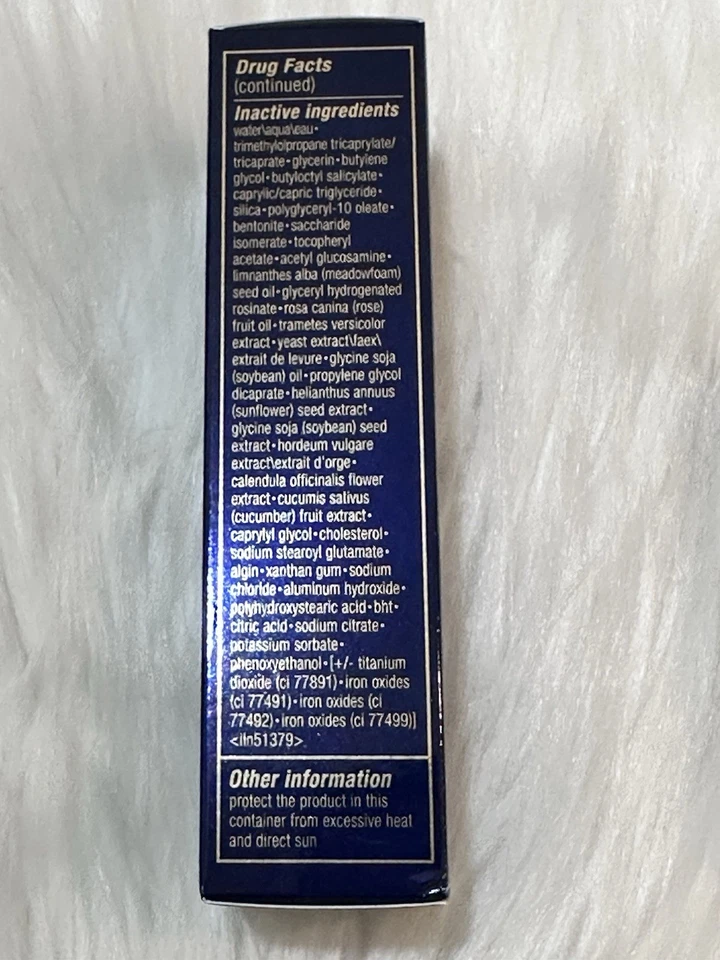 Drug Facts
(continued)
Inactive ingredients
water\aqua\eau•
trimethylolpropane tricaprylate/
tricaprate•glycerin•butylene
glycol•butyloctyl salicylate•
caprylic/capric triglyceride•
silica•polyglyceryl-10 oleate•
bentonite•saccharide
isomerate•tocopheryl
acetate•acetyl glucosamine•
limnanthes alba (meadowfoam)
seed oil•glyceryl hydrogenated
rosinate•rosa canina (rose)
fruit oil•trametes versicolor
extract•yeast extract\faex\
extrait de levure•glycine soja
(soybean) oil•propylene glycol
dicaprate•helianthus annuus
(sunflower) seed extract•
glycine soja (soybean) seed
extract•hordeum vulgare
extract\extrait d'orge•
calendula officinalis flower
extract•cucumis sativus
(cucumber) fruit extract•
caprylyl glycol•cholesterol•
sodium stearoyl glutamate•
algin•xanthan gum•sodium
chloride•aluminum hydroxide•
polyhydroxystearic acid•bht•
citric acid•sodium citrate•
potassium sorbate•
phenoxyethanol•[+/- titanium
dioxide (ci 77891)•iron oxides
(ci 77491)•iron oxides (ci
77492)•iron oxides (ci 77499)]
<iln51379>
Other information
protect the product in this
container from excessive heat
and direct sun